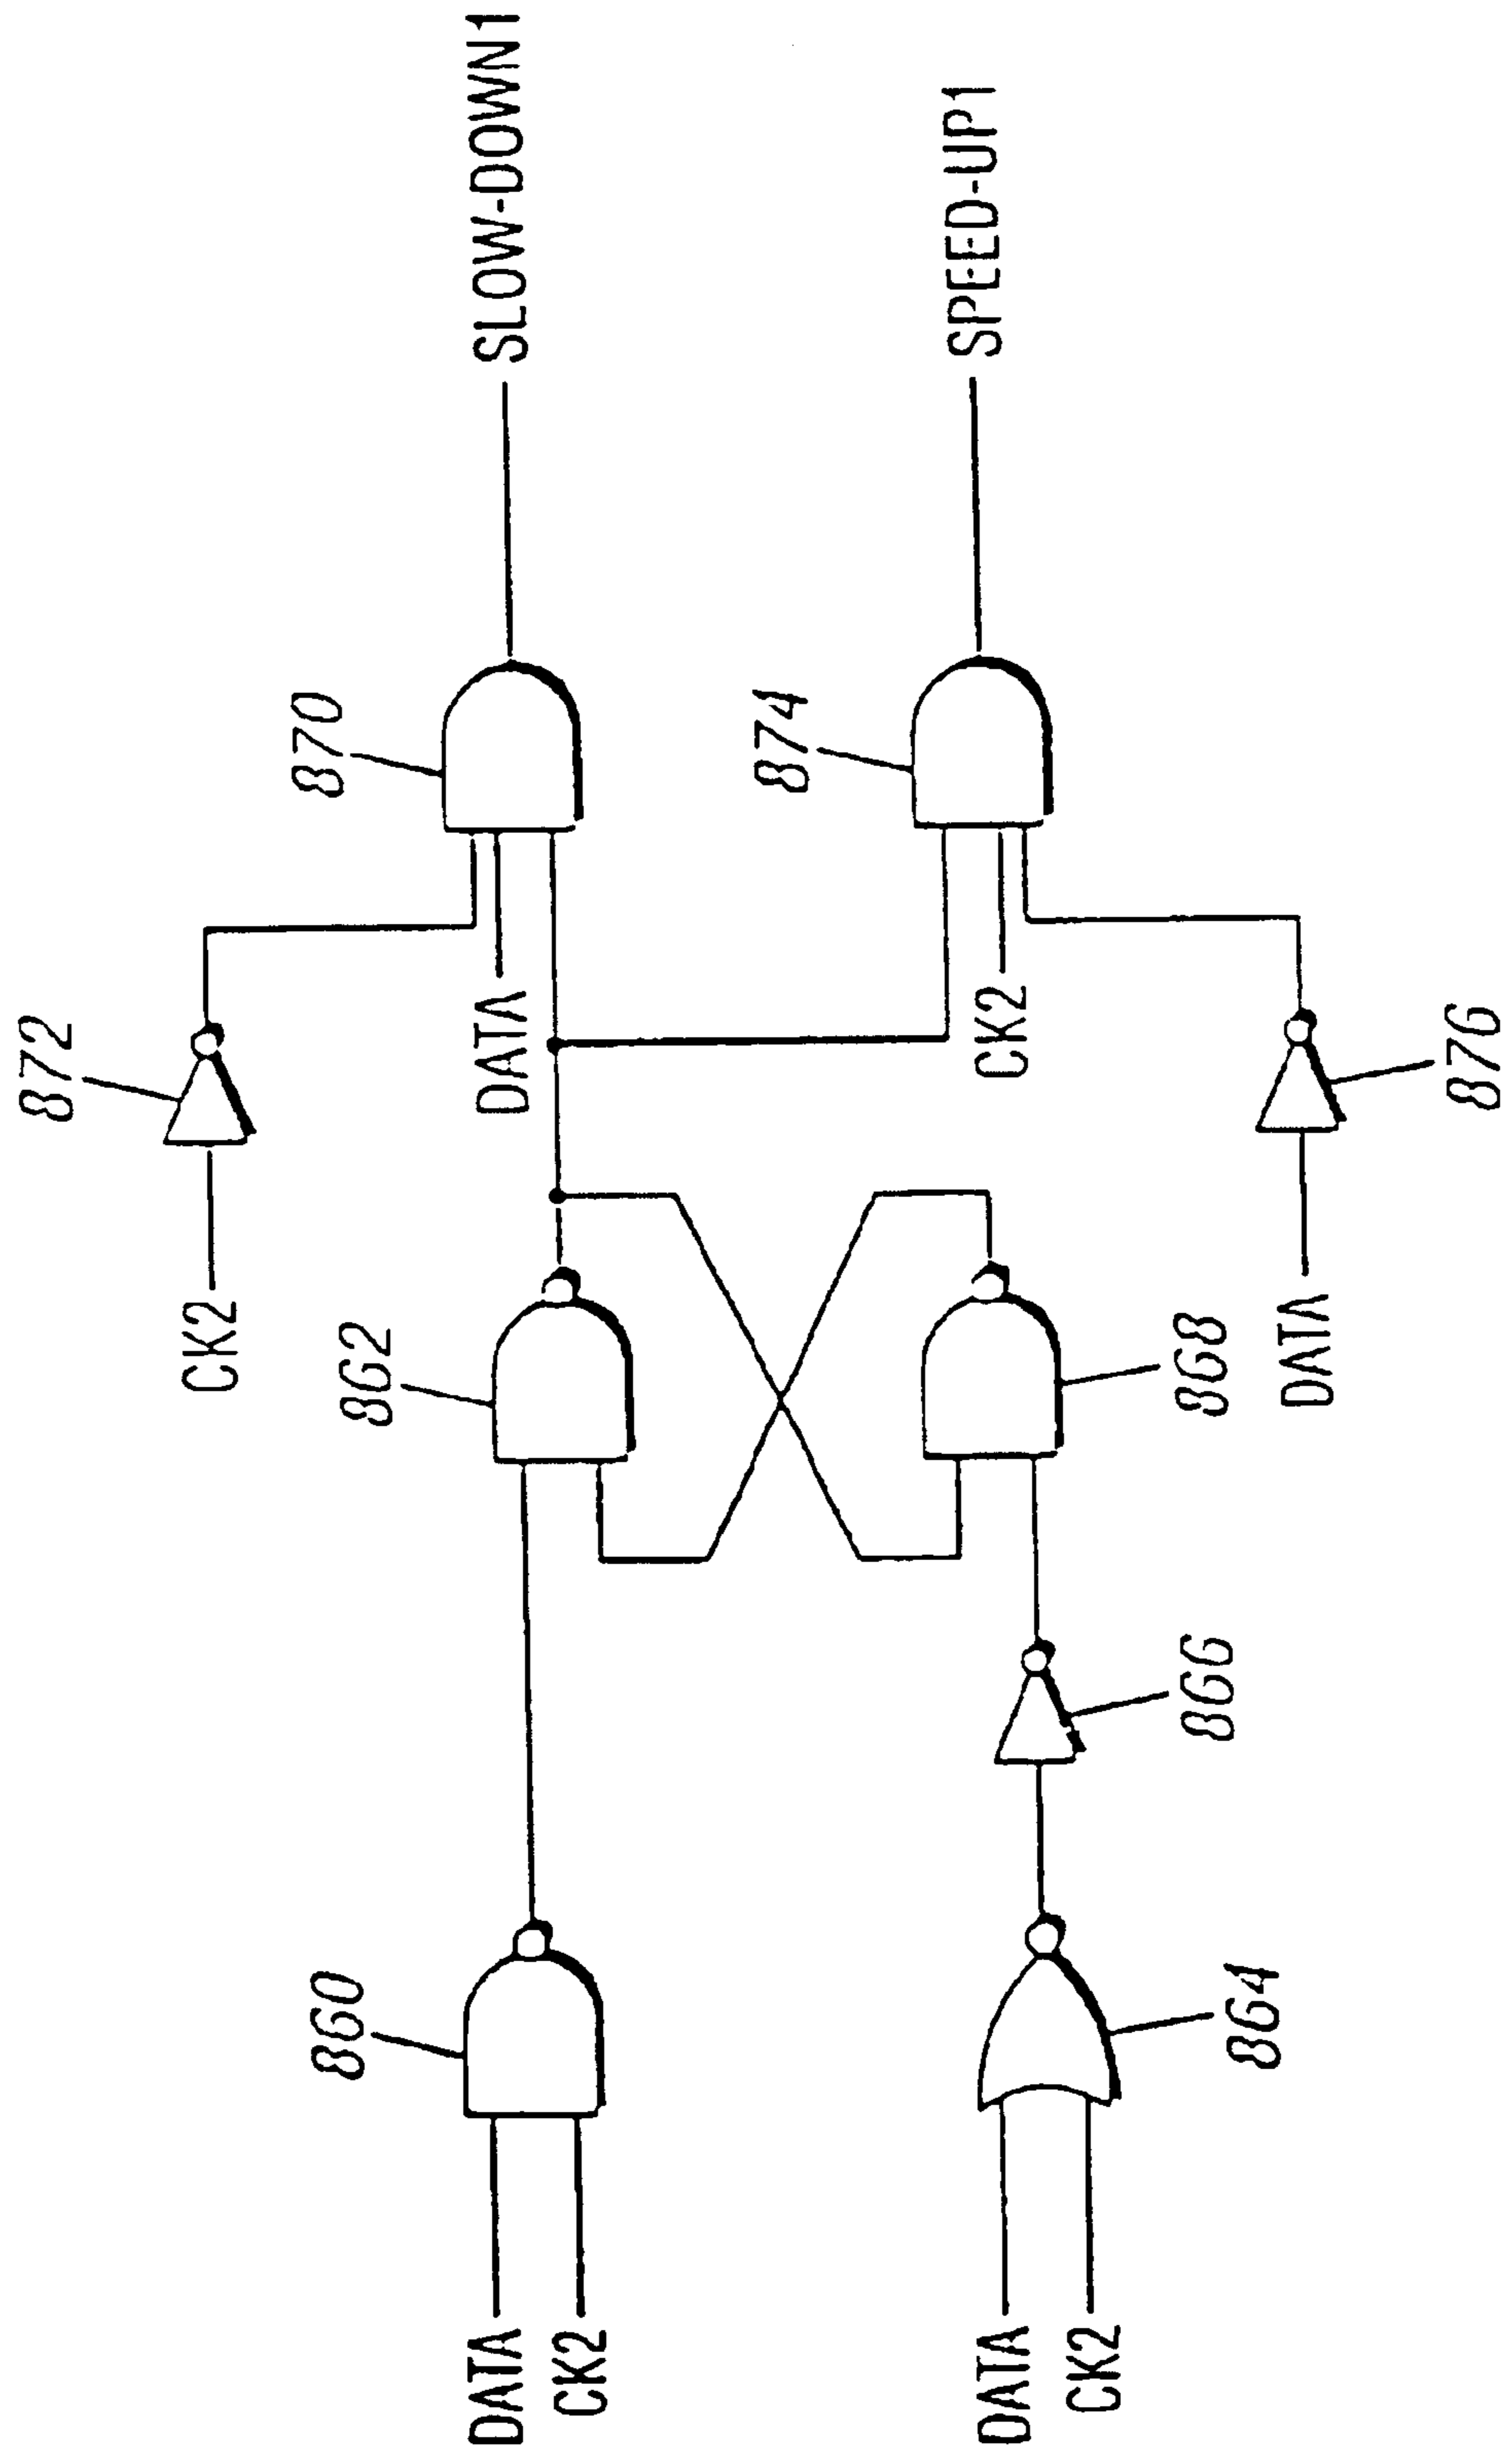 872
CK2
870
SLOW-DOWN1
DATA
860
862
DATA
CK2
874
SPEED-UP1
CK2
DATA
CK2
864
866
868
DATA
876